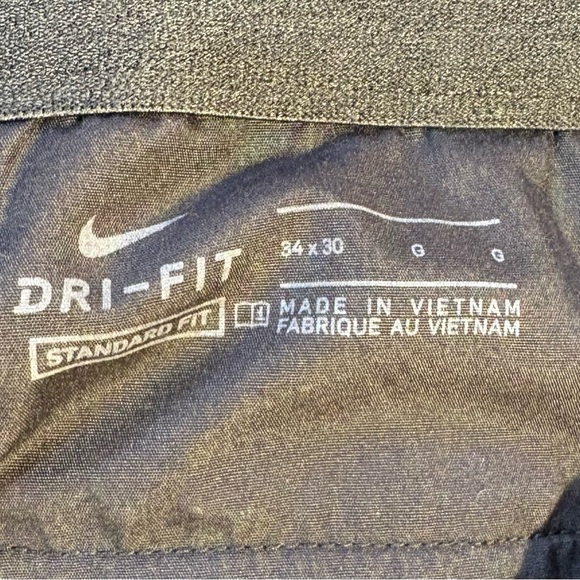 DRI-FIT
STANDARD FIT
34 x 30 G G
MADE IN VIETNAM
FABRIQUE AU VIETNAM